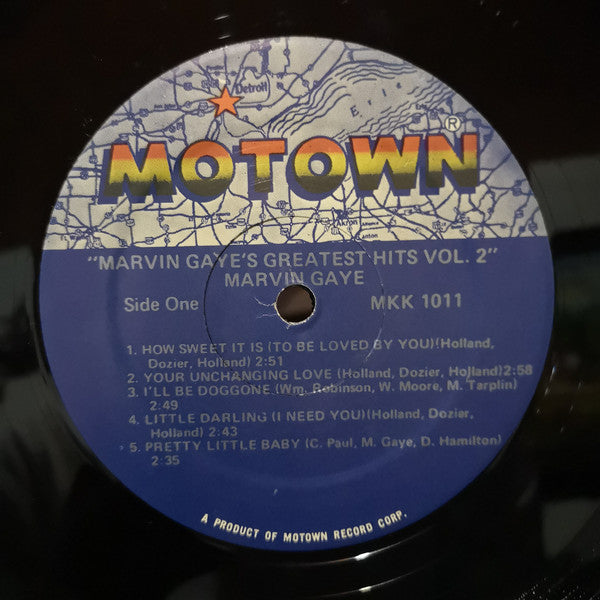 Detroit
Erie
MOTOWN®
Akron
"MARVIN GAYE'S GREATEST HITS VOL. 2"
MARVIN GAYE
Side One MKK 1011
1. HOW SWEET IT IS (TO BE LOVED BY YOU)(Holland,
Dozier, Holland) 2:51
2. YOUR UNCHANGING LOVE (Holland, Dozier, Holland)2:58
3. I'LL BE DOGGONE (Wm. Robinson, W. Moore, M. Tarplin)
2:49
4. LITTLE DARLING (I NEED YOU)(Holland, Dozier,
Holland) 2:43
5. PRETTY LITTLE BABY (C. Paul, M. Gaye, D. Hamilton)
2:35
A PRODUCT OF MOTOWN RECORD CORP.